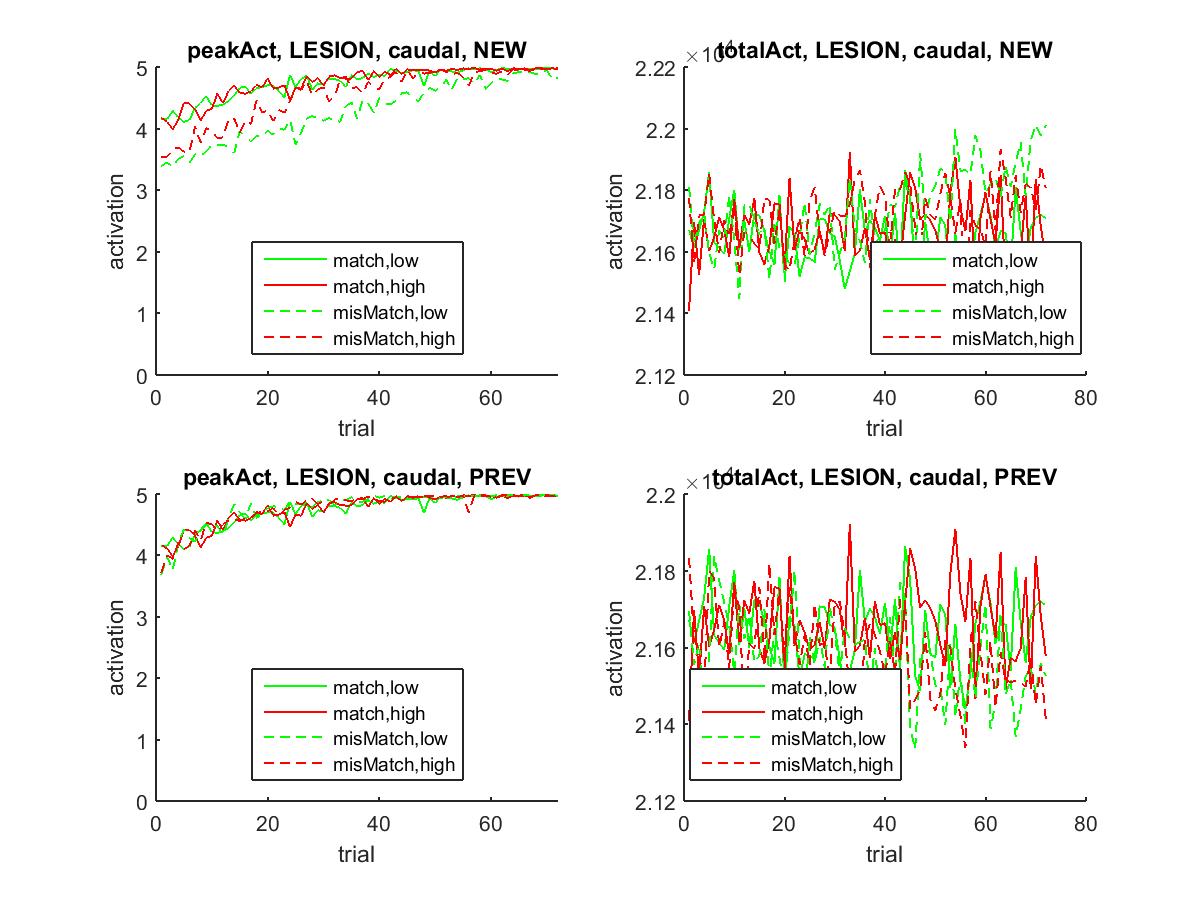 peakAct, LESION, caudal, NEW
5
4
3
2
1
0
activation
match,low
match,high
misMatch,low
misMatch,high
0 20 40 60
trial
×10^4
totalAct, LESION, caudal, NEW
2.22
2.2
2.18
2.16
2.14
2.12
activation
match,low
match,high
misMatch,low
misMatch,high
0 20 40 60 80
trial
peakAct, LESION, caudal, PREV
5
4
3
2
1
0
activation
match,low
match,high
misMatch,low
misMatch,high
0 20 40 60
trial
×10^4
totalAct, LESION, caudal, PREV
2.2
2.18
2.16
2.14
2.12
activation
match,low
match,high
misMatch,low
misMatch,high
0 20 40 60 80
trial